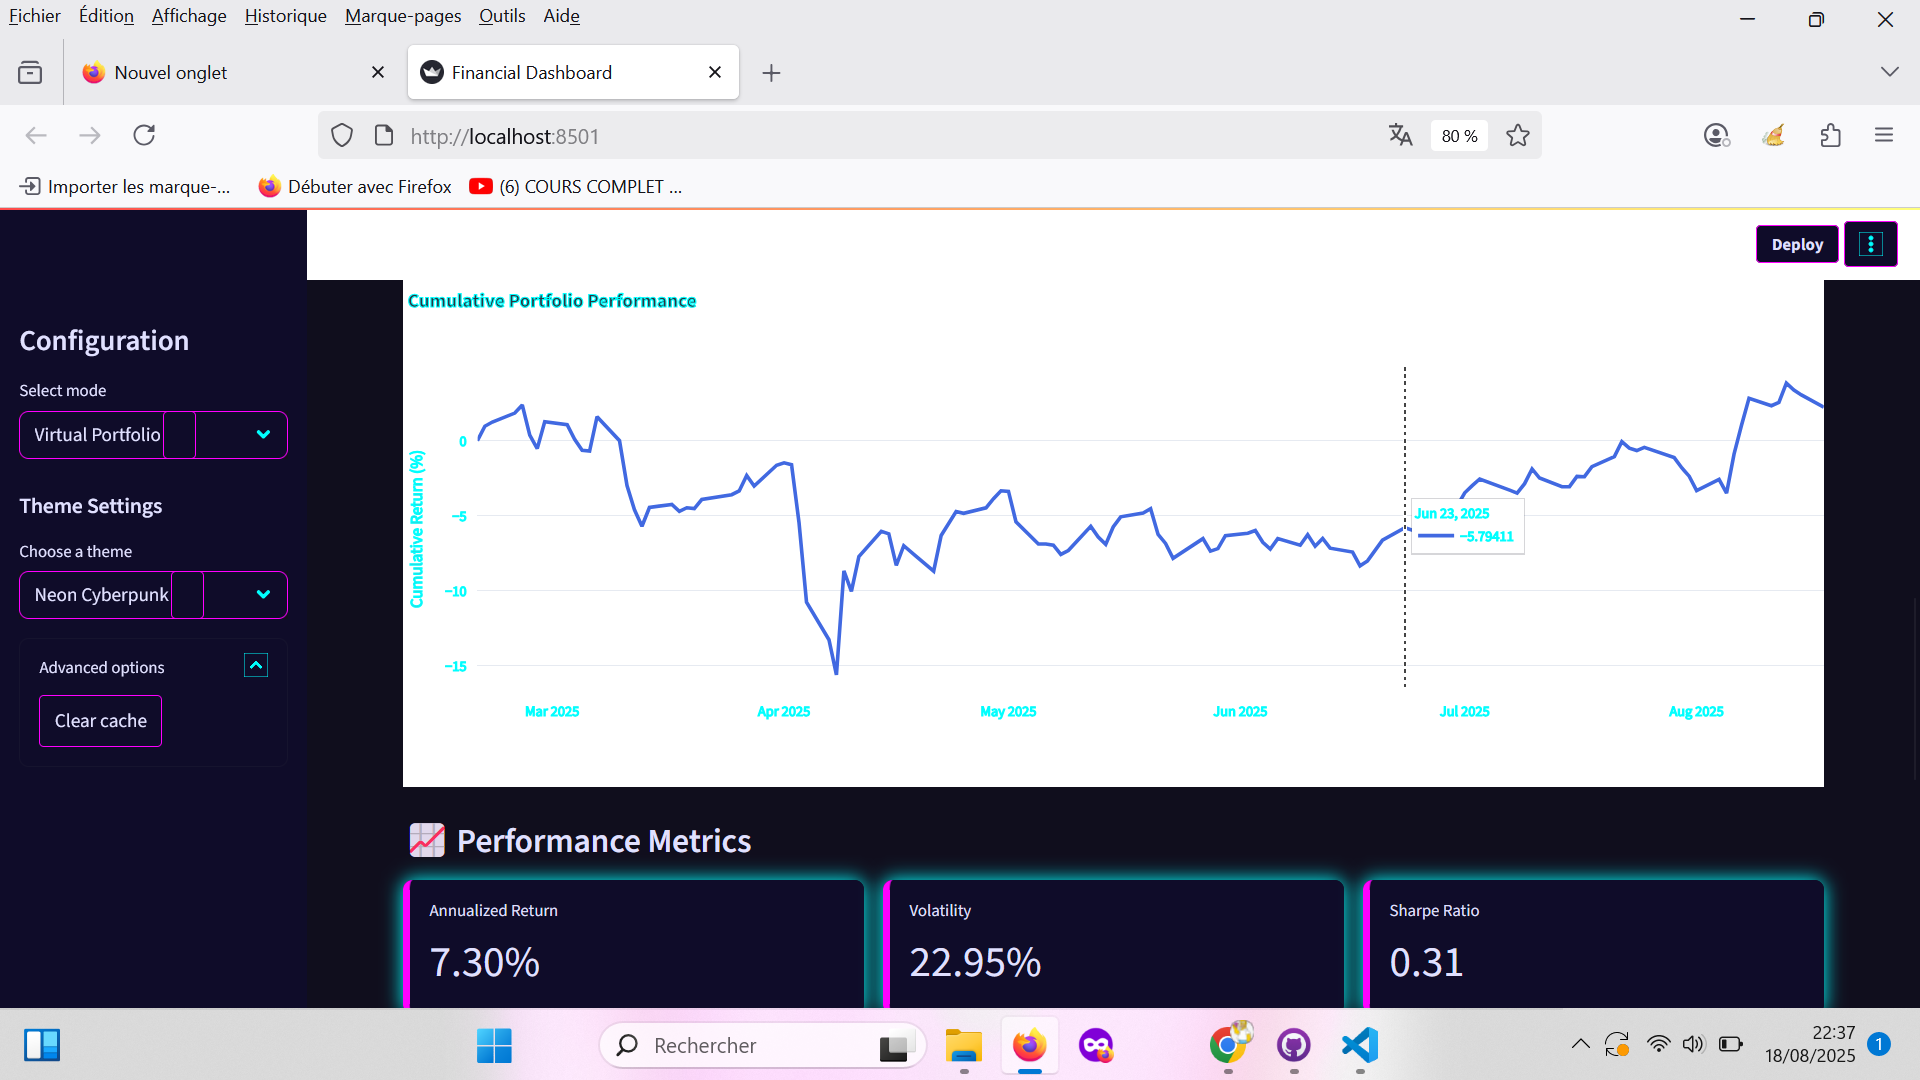 Fichier Édition Affichage Historique Marque-pages Outils Aide
Nouvel onglet
Financial Dashboard
http://localhost:8501
80 %
Importer les marque-...
Débuter avec Firefox
(6) COURS COMPLET ...
Deploy
Configuration
Select mode
Virtual Portfolio
Theme Settings
Choose a theme
Neon Cyberpunk
Advanced options
Clear cache
Cumulative Portfolio Performance
Cumulative Return (%)
0
−5
−10
−15
Jun 23, 2025
−5.79411
Mar 2025
Apr 2025
May 2025
Jun 2025
Jul 2025
Aug 2025
Performance Metrics
Annualized Return
7.30%
Volatility
22.95%
Sharpe Ratio
0.31
Rechercher
22:37
18/08/2025
1